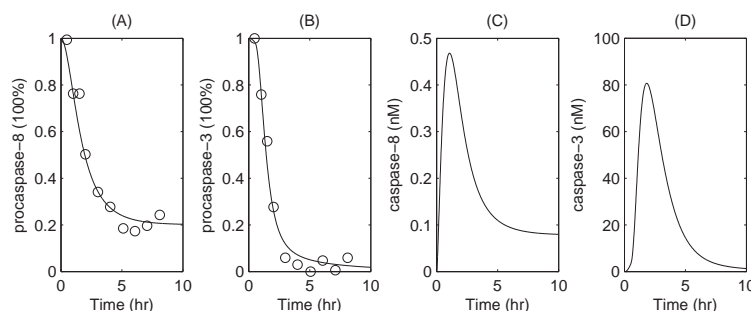 (A)
1
0.8
0.6
0.4
0.2
0
0 5 10
procaspase−8 (100%)
Time (hr)
(B)
1
0.8
0.6
0.4
0.2
0
0 5 10
procaspase−3 (100%)
Time (hr)
(C)
0.5
0.4
0.3
0.2
0.1
0
0 5 10
caspase−8 (nM)
Time (hr)
(D)
100
80
60
40
20
0
0 5 10
caspase−3 (nM)
Time (hr)